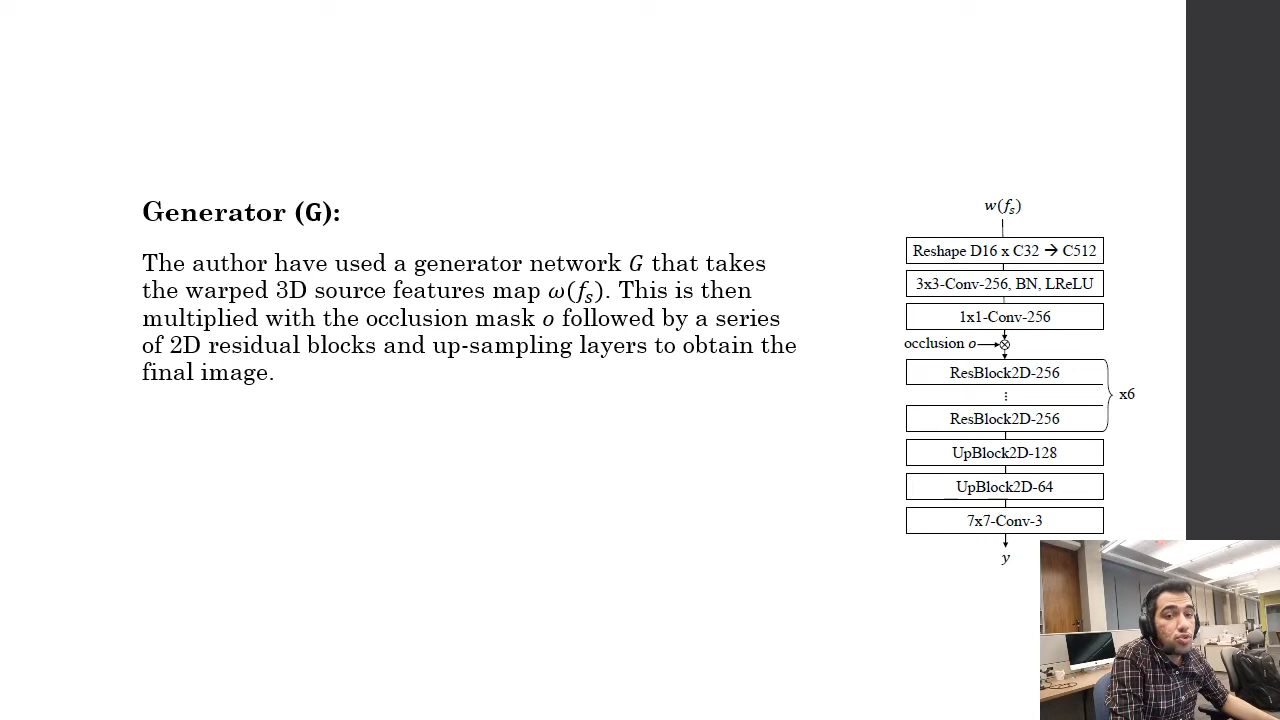 Generator (G):
The author have used a generator network G that takes
the warped 3D source features map ω(fₛ). This is then
multiplied with the occlusion mask o followed by a series
of 2D residual blocks and up-sampling layers to obtain the
final image.
w(fₛ)
Reshape D16 x C32 → C512
3x3-Conv-256, BN, LReLU
1x1-Conv-256
occlusion o
ResBlock2D-256
⋮
ResBlock2D-256
x6
UpBlock2D-128
UpBlock2D-64
7x7-Conv-3
y